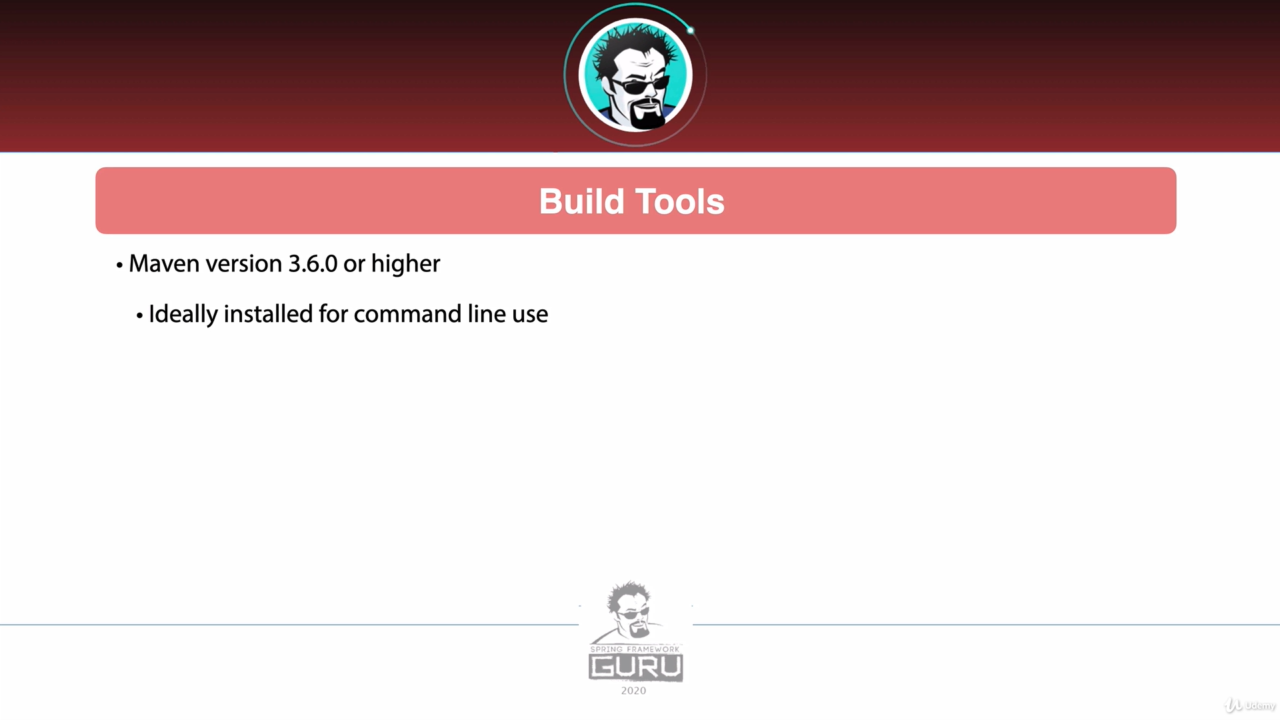 Build Tools
• Maven version 3.6.0 or higher
• Ideally installed for command line use
SPRING FRAMEWORK
GURU
2020
Udemy